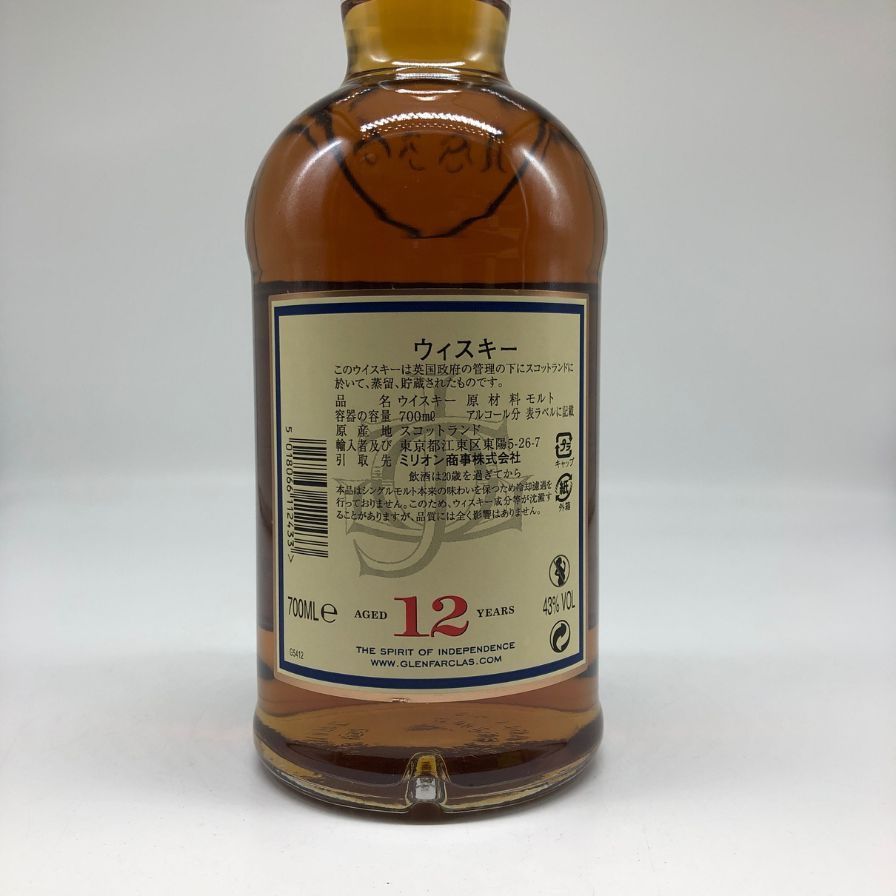 ウィスキー
このウイスキーは英国政府の管理の下にスコットランドに
於いて、蒸留、貯蔵されたものです。
品 名 ウイスキー 原 材 料 モルト
容器の容量 700mℓ アルコール分 表ラベルに記載
原 産 地 スコットランド
輸入者及び 東京都江東区東陽5-26-7
引 取 先 ミリオン商事株式会社
飲酒は20歳を過ぎてから
本品はシングルモルト本来の味わいを保つため冷却濾過を
行っておりません。このため、ウィスキー成分等が沈澱す
ることがありますが、品質には全く影響はありません。
プラ
キャップ
紙
外箱
5 018066 112433 >
700ML e
AGED 12 YEARS
43% VOL
THE SPIRIT OF INDEPENDENCE
WWW.GLENFARCLAS.COM
G5412
1836